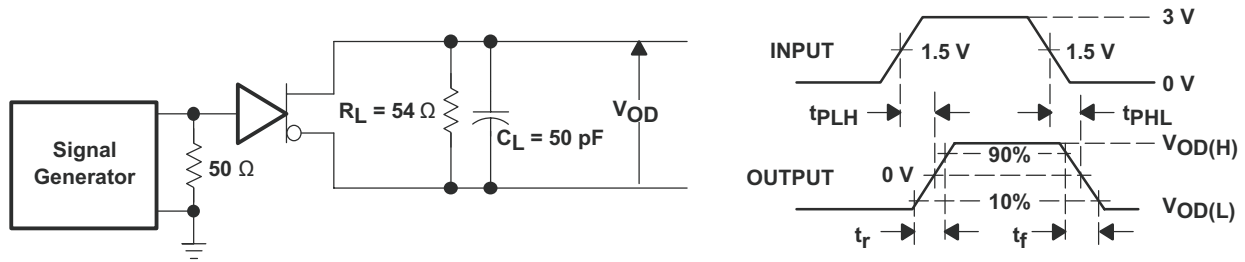 Signal
Generator
50 Ω
RL = 54 Ω
CL = 50 pF
VOD
INPUT
1.5 V
1.5 V
3 V
0 V
tPLH
tPHL
OUTPUT
0 V
90%
10%
VOD(H)
VOD(L)
tr
tf